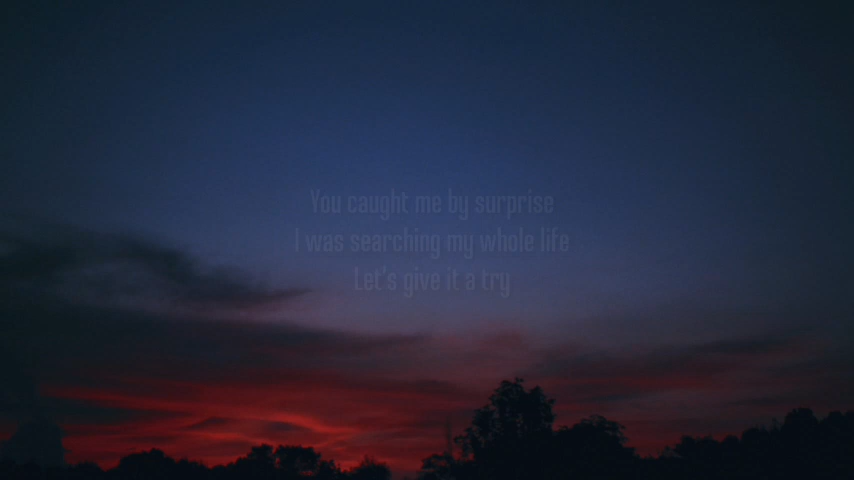 You caught me by surprise
I was searching my whole life
Let's give it a try